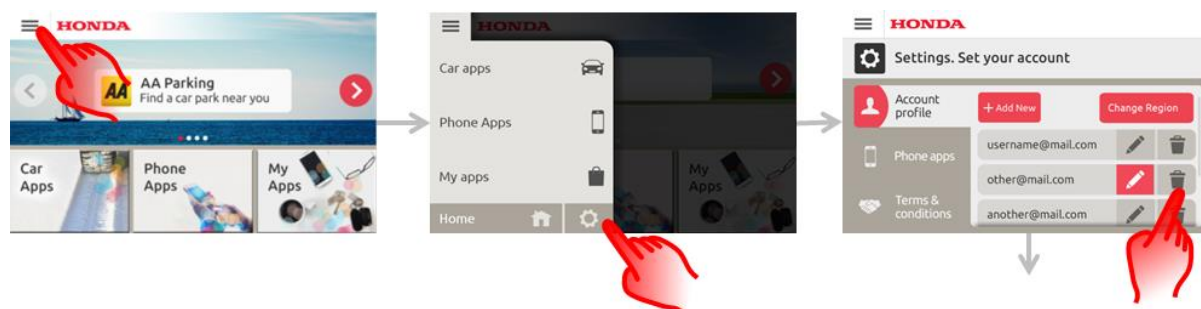 HONDA
AA
AA Parking
Find a car park near you
Car
Apps
Phone
Apps
My
Apps
HONDA
Car apps
Phone Apps
My apps
Home
My
Apps
HONDA
Settings. Set your account
Account
profile
+ Add New
Change Region
Phone apps
username@mail.com
other@mail.com
Terms &
conditions
another@mail.com